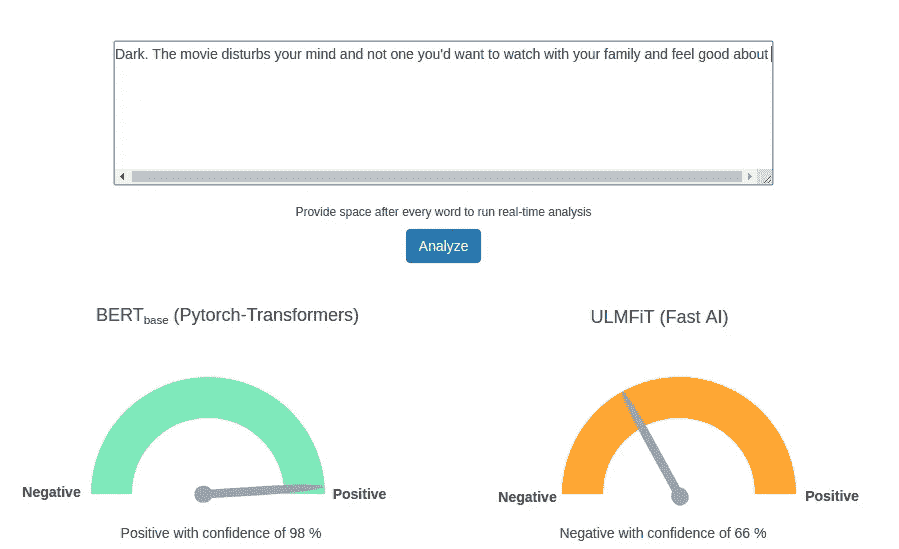 Dark. The movie disturbs your mind and not one you'd want to watch with your family and feel good about
Provide space after every word to run real-time analysis
Analyze
BERTbase (Pytorch-Transformers)
ULMFiT (Fast AI)
Negative
Positive
Negative
Positive
Positive with confidence of 98 %
Negative with confidence of 66 %